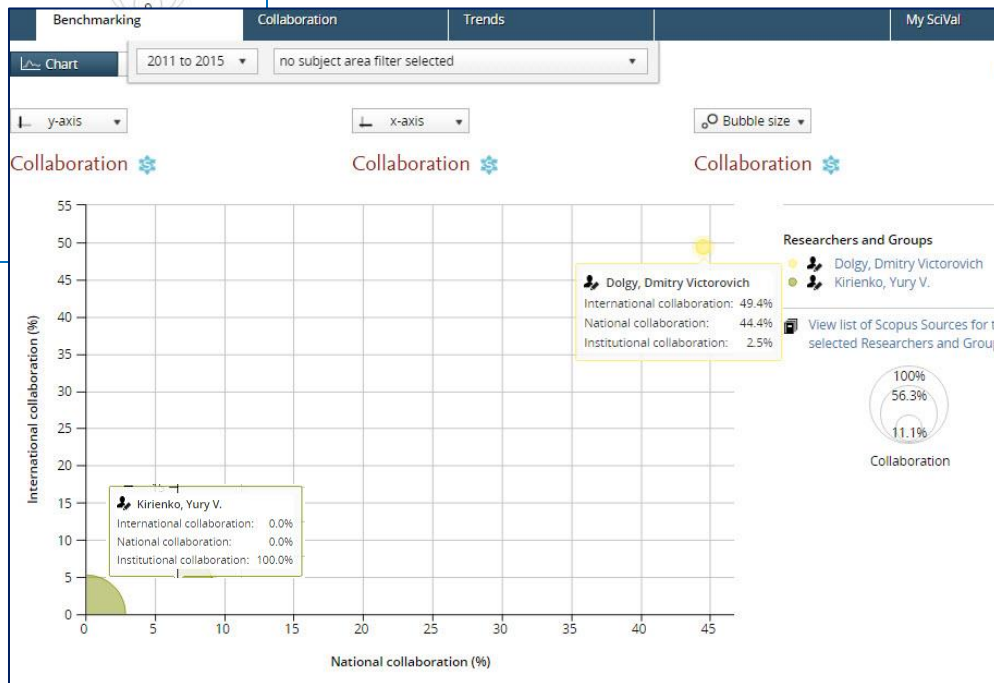 Benchmarking Collaboration Trends My SciVal
Chart 2011 to 2015 no subject area filter selected
y-axis x-axis Bubble size
Collaboration Collaboration Collaboration
55
50
45
40
35
30
25
20
15
10
5
0
International collaboration (%)
Dolgy, Dmitry Victorovich
International collaboration: 49.4%
National collaboration: 44.4%
Institutional collaboration: 2.5%
Kirienko, Yury V.
International collaboration: 0.0%
National collaboration: 0.0%
Institutional collaboration: 100.0%
0 5 10 15 20 25 30 35 40 45
National collaboration (%)
Researchers and Groups
Dolgy, Dmitry Victorovich
Kirienko, Yury V.
View list of Scopus Sources for t
selected Researchers and Grou
100%
56.3%
11.1%
Collaboration